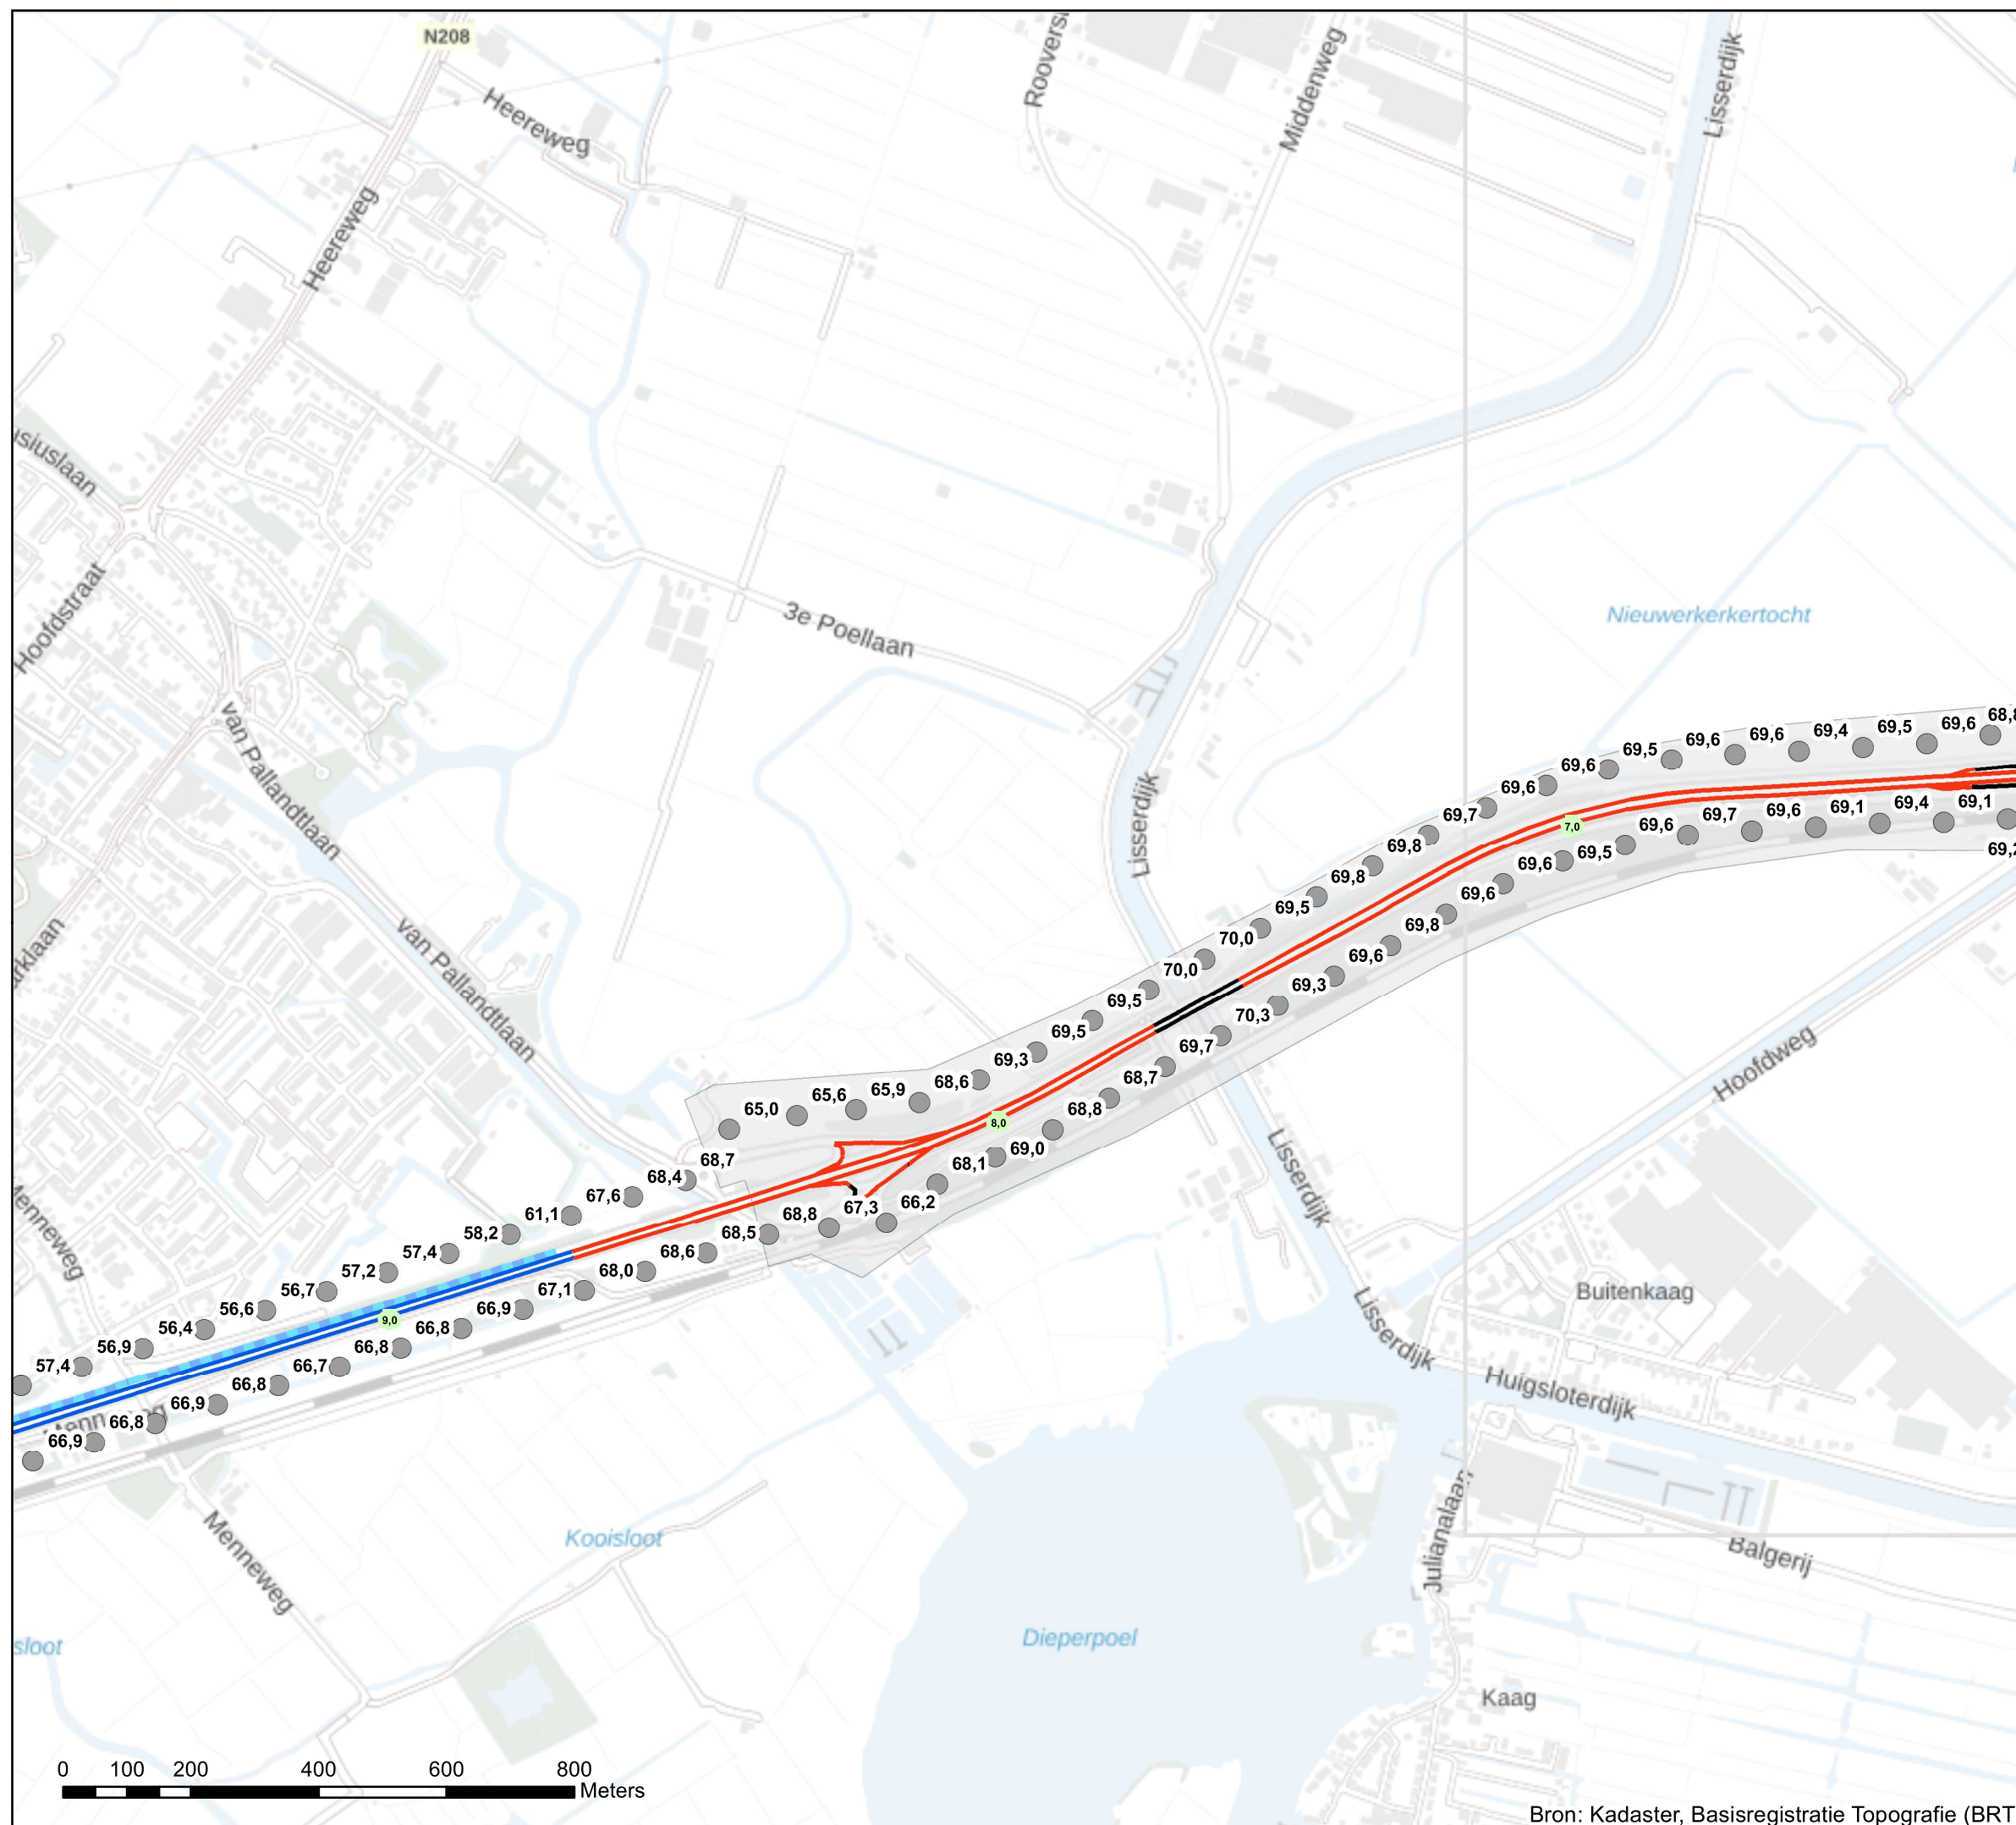 N208
Heereweg
Heereweg
Middenweg
Lisserdijk
Hoofdstraat
3e Poellaan
Nieuwerkerkertocht
van Pallandtlaan
van Pallandtlaan
Lisserdijk
Hoofdweg
Lisserdijk
Lisserdijk
Buitenkaag
Huigsloterdijk
Julianalaan
Balgerij
Menneweg
Menneweg
Kooisloot
sloot
Dieperpoel
Kaag
57,4
56,9
56,4
56,6
56,7
57,2
57,4
58,2
61,1
67,6
68,4
68,7
65,0
65,6
65,9
68,6
69,3
69,5
69,5
70,0
70,0
69,5
69,8
69,8
69,7
69,6
69,6
69,5
69,6
69,6
69,4
69,5
69,6
68,8
66,9
66,8
66,9
66,8
66,7
66,8
66,8
66,9
67,1
68,0
68,6
68,5
68,8
67,3
66,2
68,1
69,0
68,8
68,7
69,7
70,3
69,3
69,6
69,8
69,6
69,6
69,5
69,6
69,7
69,6
69,1
69,4
69,1
69,2
9,0
8,0
7,0
0 100 200 400 600 800
Meters
Bron: Kadaster, Basisregistratie Topografie (BRT